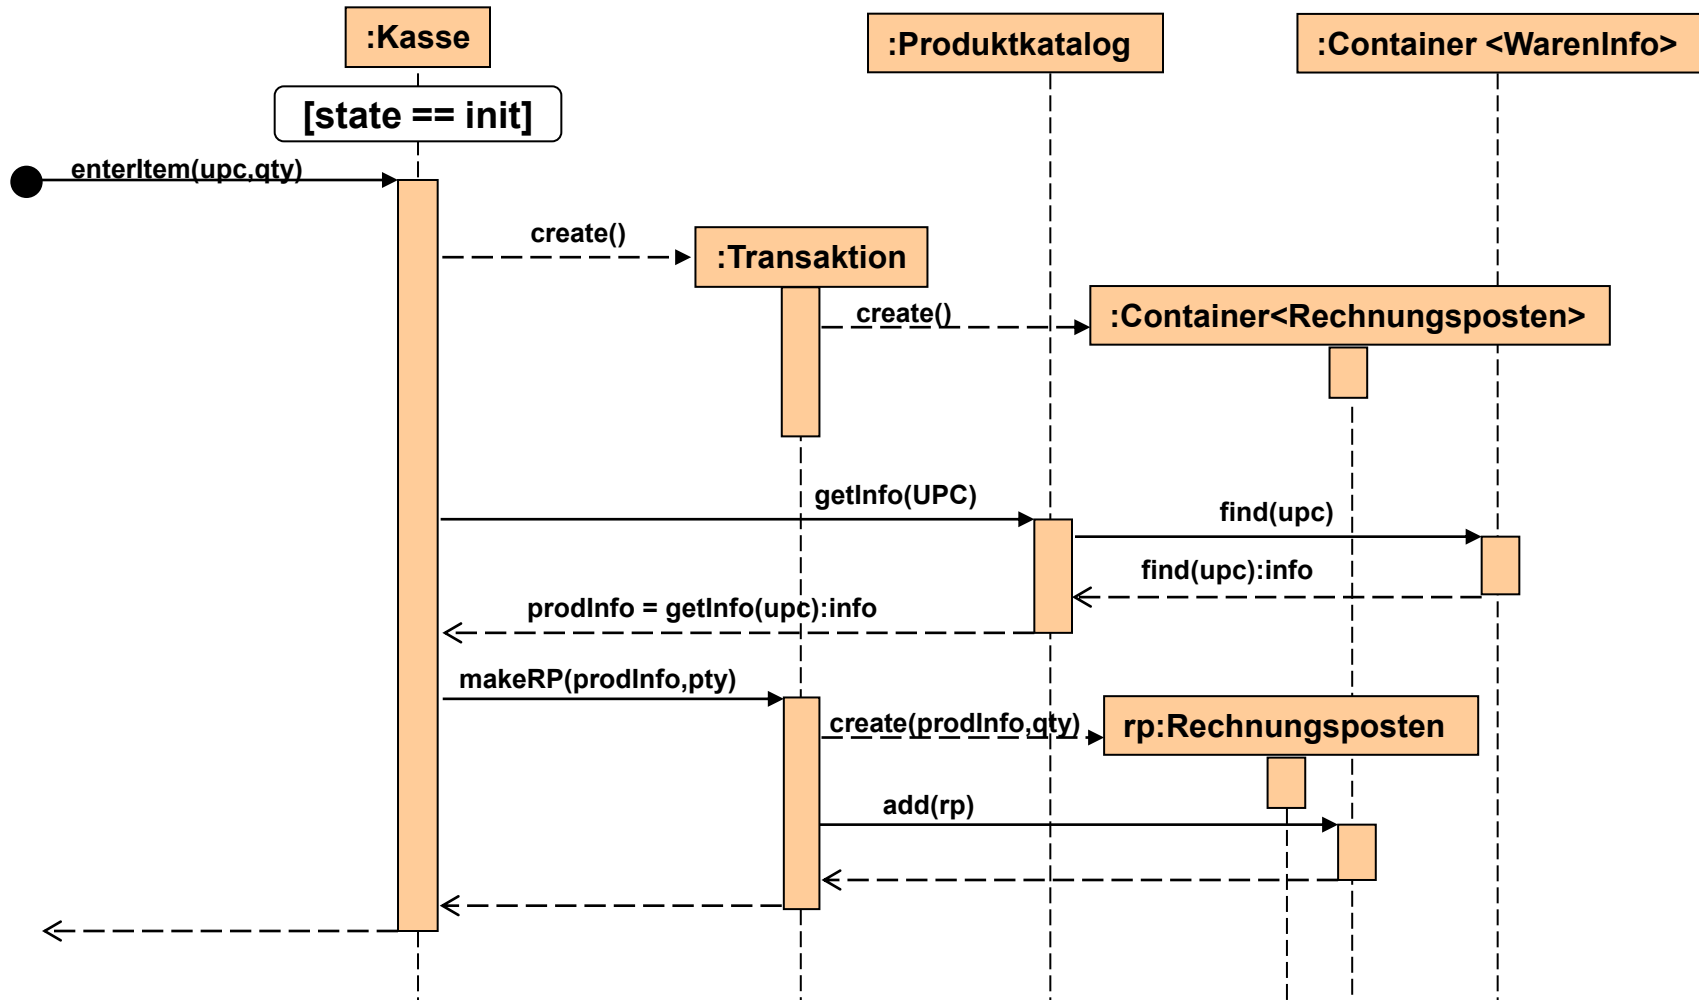 :Kasse
:Produktkatalog
:Container <WarenInfo>
[state == init]
enterItem(upc,qty)
create()
:Transaktion
create()
:Container<Rechnungsposten>
getInfo(UPC)
find(upc)
find(upc):info
prodInfo = getInfo(upc):info
makeRP(prodInfo,pty)
create(prodInfo,qty)
rp:Rechnungsposten
add(rp)